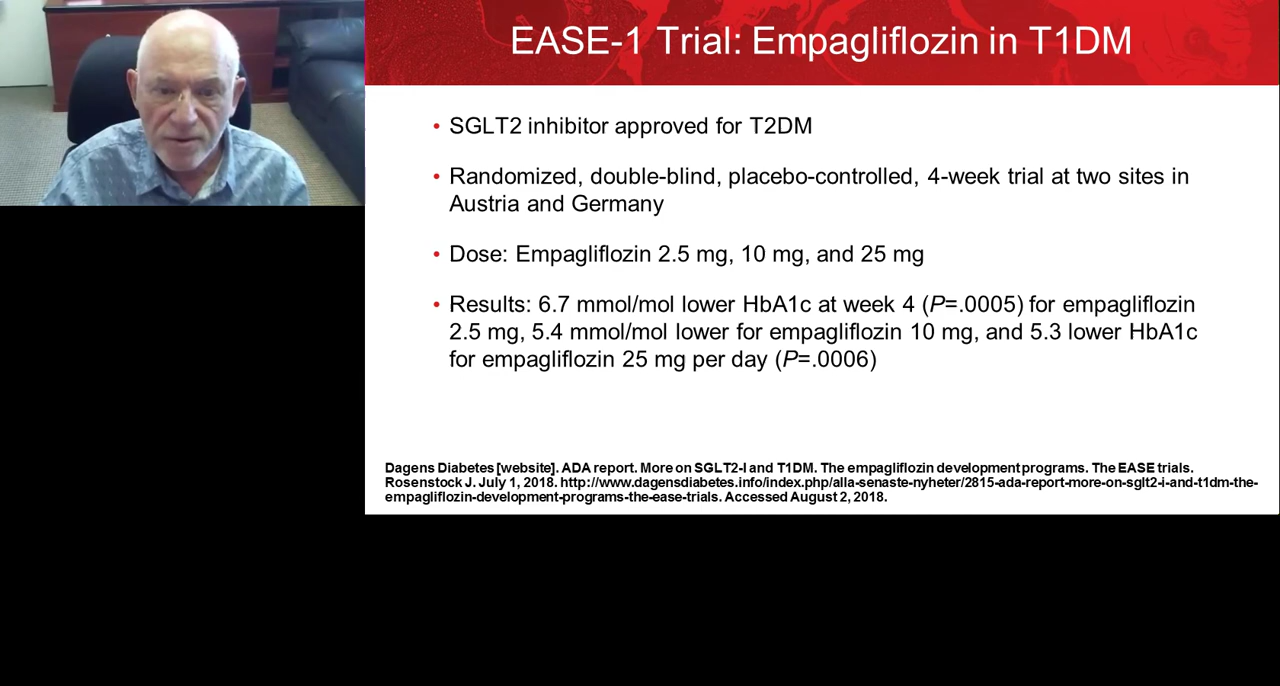 EASE-1 Trial: Empagliflozin in T1DM
• SGLT2 inhibitor approved for T2DM
• Randomized, double-blind, placebo-controlled, 4-week trial at two sites in
Austria and Germany
• Dose: Empagliflozin 2.5 mg, 10 mg, and 25 mg
• Results: 6.7 mmol/mol lower HbA1c at week 4 (P=.0005) for empagliflozin
2.5 mg, 5.4 mmol/mol lower for empagliflozin 10 mg, and 5.3 lower HbA1c
for empagliflozin 25 mg per day (P=.0006)
Dagens Diabetes [website]. ADA report. More on SGLT2-I and T1DM. The empagliflozin development programs. The EASE trials.
Rosenstock J. July 1, 2018. http://www.dagensdiabetes.info/index.php/alla-senaste-nyheter/2815-ada-report-more-on-sglt2-i-and-t1dm-the-
empagliflozin-development-programs-the-ease-trials. Accessed August 2, 2018.